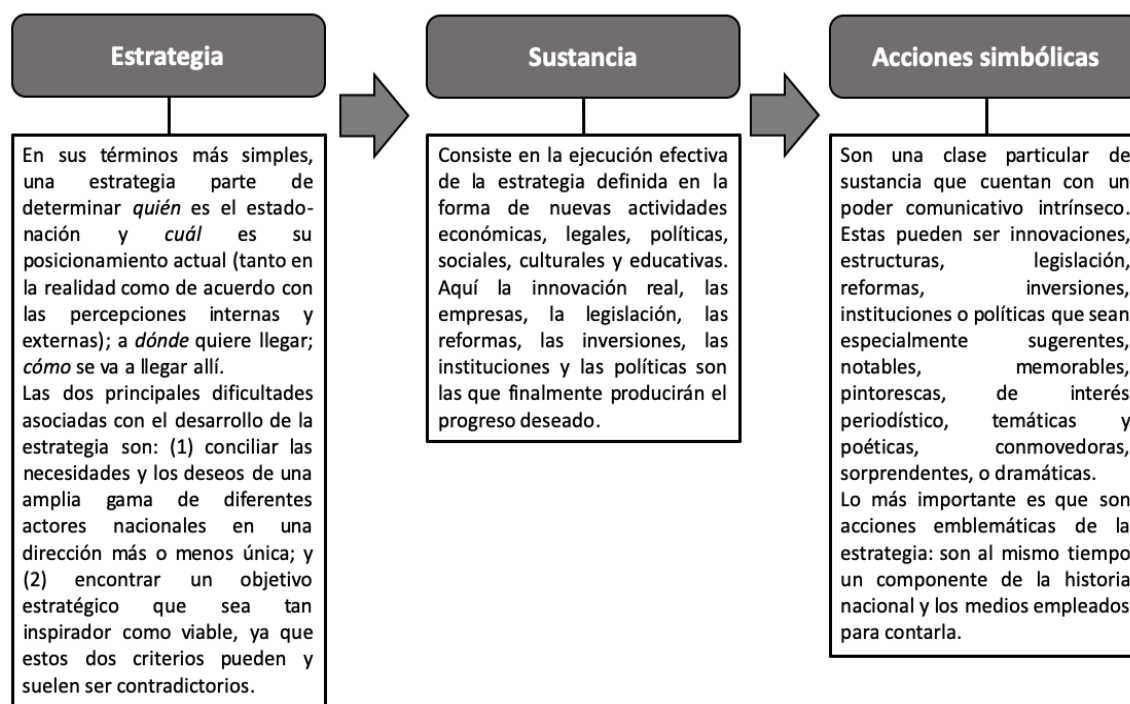 Estrategia
En sus términos más simples,
una estrategia parte de
determinar quién es el estado-
nación y cuál es su
posicionamiento actual (tanto en
la realidad como de acuerdo con
las percepciones internas y
externas); a dónde quiere llegar;
cómo se va a llegar allí.
Las dos principales dificultades
asociadas con el desarrollo de la
estrategia son: (1) conciliar las
necesidades y los deseos de una
amplia gama de diferentes
actores nacionales en una
dirección más o menos única; y
(2) encontrar un objetivo
estratégico que sea tan
inspirador como viable, ya que
estos dos criterios pueden y
suelen ser contradictorios.
Sustancia
Consiste en la ejecución efectiva
de la estrategia definida en la
forma de nuevas actividades
económicas, legales, políticas,
sociales, culturales y educativas.
Aquí la innovación real, las
empresas, la legislación, las
reformas, las inversiones, las
instituciones y las políticas son
las que finalmente producirán el
progreso deseado.
Acciones simbólicas
Son una clase particular de
sustancia que cuentan con un
poder comunicativo intrínseco.
Estas pueden ser innovaciones,
estructuras, legislación,
reformas, inversiones,
instituciones o políticas que sean
especialmente sugerentes,
notables, memorables,
pintorescas, de interés
periodístico, temáticas y
poéticas, conmovedoras,
sorprendentes, o dramáticas.
Lo más importante es que son
acciones emblemáticas de la
estrategia: son al mismo tiempo
un componente de la historia
nacional y los medios empleados
para contarla.